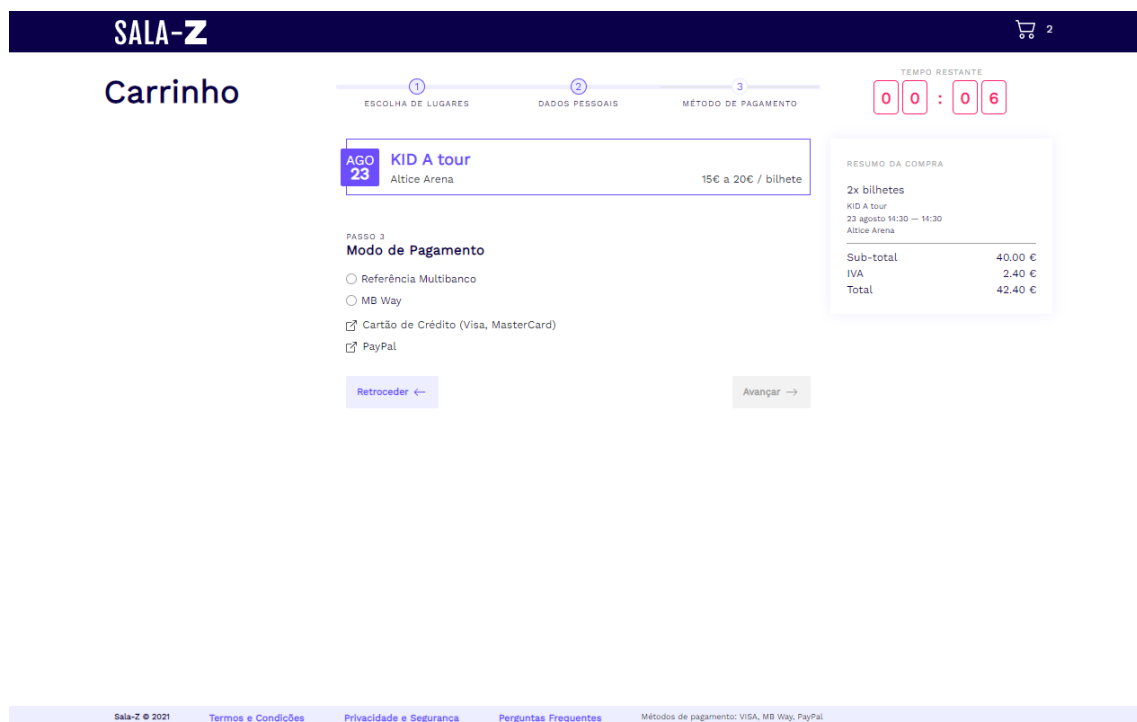 SALA-Z
2
Carrinho
1
ESCOLHA DE LUGARES
2
DADOS PESSOAIS
3
MÉTODO DE PAGAMENTO
TEMPO RESTANTE
0 0 : 0 6
AGO
23
KID A tour
Altice Arena
15€ a 20€ / bilhete
PASSO 3
Modo de Pagamento
Referência Multibanco
MB Way
Cartão de Crédito (Visa, MasterCard)
PayPal
Retroceder ←
Avançar →
RESUMO DA COMPRA
2x bilhetes
KID A tour
23 agosto 14:30 — 14:30
Altice Arena
Sub-total 40.00 €
IVA 2.40 €
Total 42.40 €
Sala-Z © 2021 Termos e Condições Privacidade e Segurança Perguntas Frequentes Métodos de pagamento: VISA, MB Way, PayPal